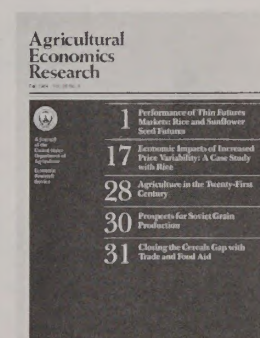 Agricultural
Economics
Research
A Journal
of the
United States
Department of
Agriculture
Economic
Research
Service
1 Performance of Thin Futures
Markets: Rice and Sunflower
Seed Futures
17 Economic Impacts of Increased
Price Variability: A Case Study
with Rice
28 Agriculture in the Twenty-First
Century
30 Prospects for Soviet Grain
Production
31 Closing the Cereals Gap with
Trade and Food Aid